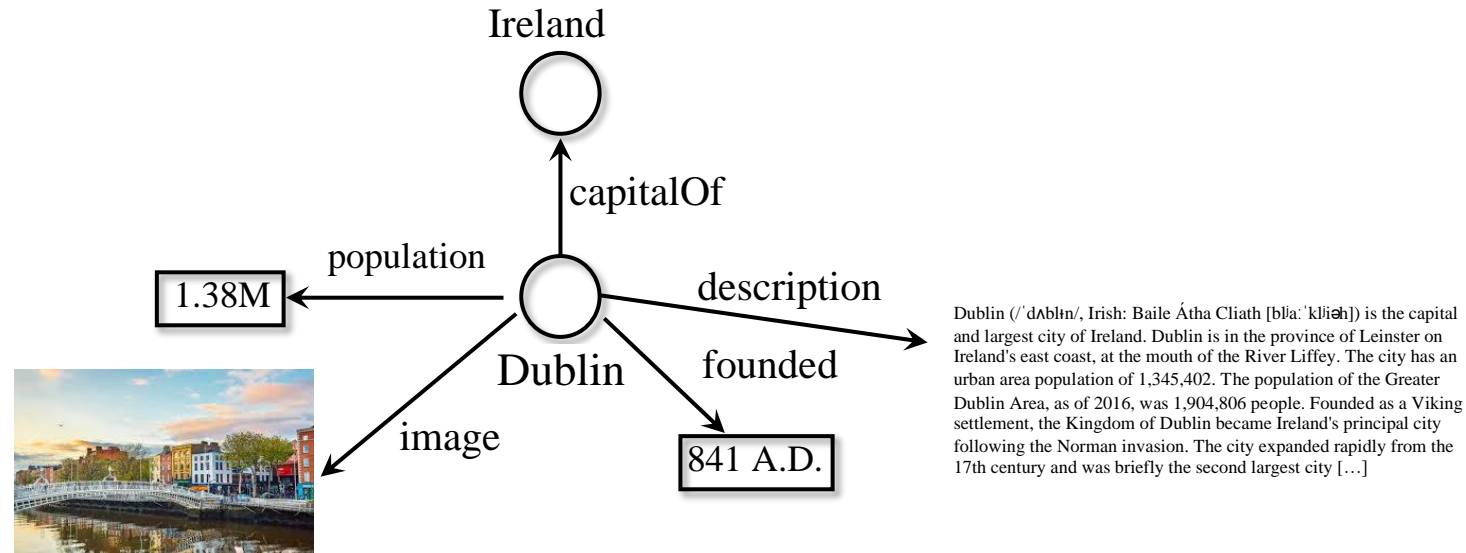 Ireland
capitalOf
population
1.38M
description
Dublin
founded
image
841 A.D.
Dublin (/ˈdʌblɪn/, Irish: Baile Átha Cliath [blʲaːˈklʲiəh]) is the capital
and largest city of Ireland. Dublin is in the province of Leinster on
Ireland's east coast, at the mouth of the River Liffey. The city has an
urban area population of 1,345,402. The population of the Greater
Dublin Area, as of 2016, was 1,904,806 people. Founded as a Viking
settlement, the Kingdom of Dublin became Ireland's principal city
following the Norman invasion. The city expanded rapidly from the
17th century and was briefly the second largest city […]